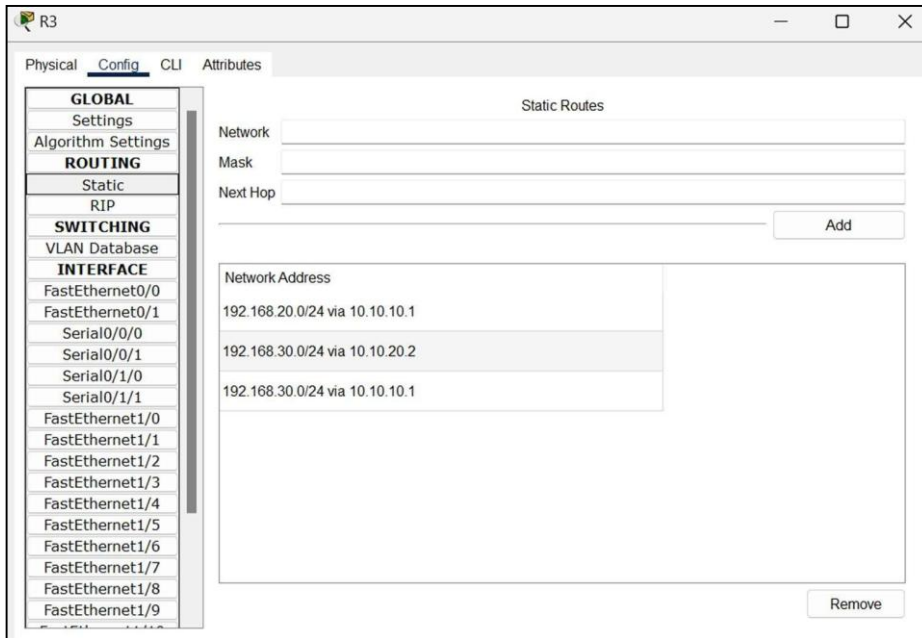 R3
Physical Config CLI Attributes
GLOBAL
Settings
Algorithm Settings
ROUTING
Static
RIP
SWITCHING
VLAN Database
INTERFACE
FastEthernet0/0
FastEthernet0/1
Serial0/0/0
Serial0/0/1
Serial0/1/0
Serial0/1/1
FastEthernet1/0
FastEthernet1/1
FastEthernet1/2
FastEthernet1/3
FastEthernet1/4
FastEthernet1/5
FastEthernet1/6
FastEthernet1/7
FastEthernet1/8
FastEthernet1/9
Static Routes
Network
Mask
Next Hop
Add
Network Address
192.168.20.0/24 via 10.10.10.1
192.168.30.0/24 via 10.10.20.2
192.168.30.0/24 via 10.10.10.1
Remove